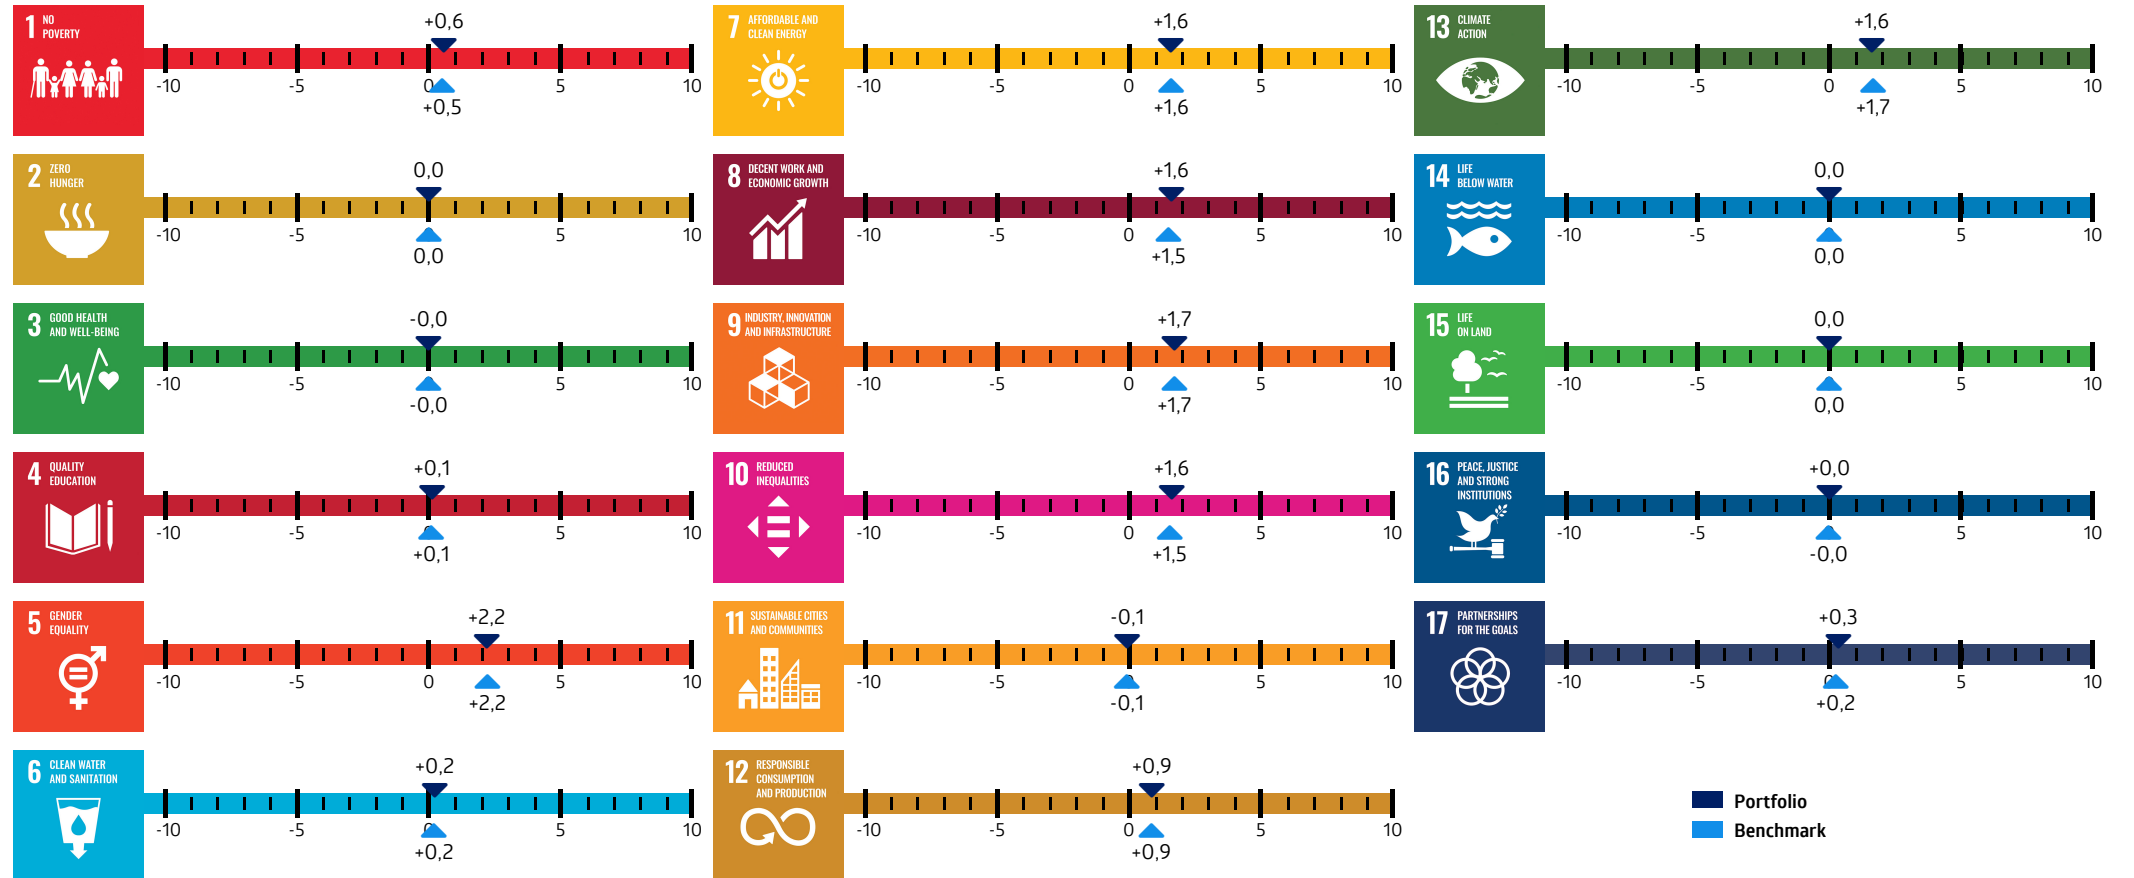 1 NO
POVERTY
+0,6
-10 -5 0 5 10
+0,5
2 ZERO
HUNGER
0,0
-10 -5 0 5 10
0,0
3 GOOD HEALTH
AND WELL-BEING
-0,0
-10 -5 0 5 10
-0,0
4 QUALITY
EDUCATION
+0,1
-10 -5 0 5 10
+0,1
5 GENDER
EQUALITY
+2,2
-10 -5 0 5 10
+2,2
6 CLEAN WATER
AND SANITATION
+0,2
-10 -5 0 5 10
+0,2
7 AFFORDABLE AND
CLEAN ENERGY
+1,6
-10 -5 0 5 10
+1,6
8 DECENT WORK AND
ECONOMIC GROWTH
+1,6
-10 -5 0 5 10
+1,5
9 INDUSTRY, INNOVATION
AND INFRASTRUCTURE
+1,7
-10 -5 0 5 10
+1,7
10 REDUCED
INEQUALITIES
+1,6
-10 -5 0 5 10
+1,5
11 SUSTAINABLE CITIES
AND COMMUNITIES
-0,1
-10 -5 0 5 10
-0,1
12 RESPONSIBLE
CONSUMPTION
AND PRODUCTION
+0,9
-10 -5 0 5 10
+0,9
13 CLIMATE
ACTION
+1,6
-10 -5 0 5 10
+1,7
14 LIFE
BELOW WATER
0,0
-10 -5 0 5 10
0,0
15 LIFE
ON LAND
0,0
-10 -5 0 5 10
0,0
16 PEACE, JUSTICE
AND STRONG
INSTITUTIONS
+0,0
-10 -5 0 5 10
-0,0
17 PARTNERSHIPS
FOR THE GOALS
+0,3
-10 -5 0 5 10
+0,2
Portfolio
Benchmark